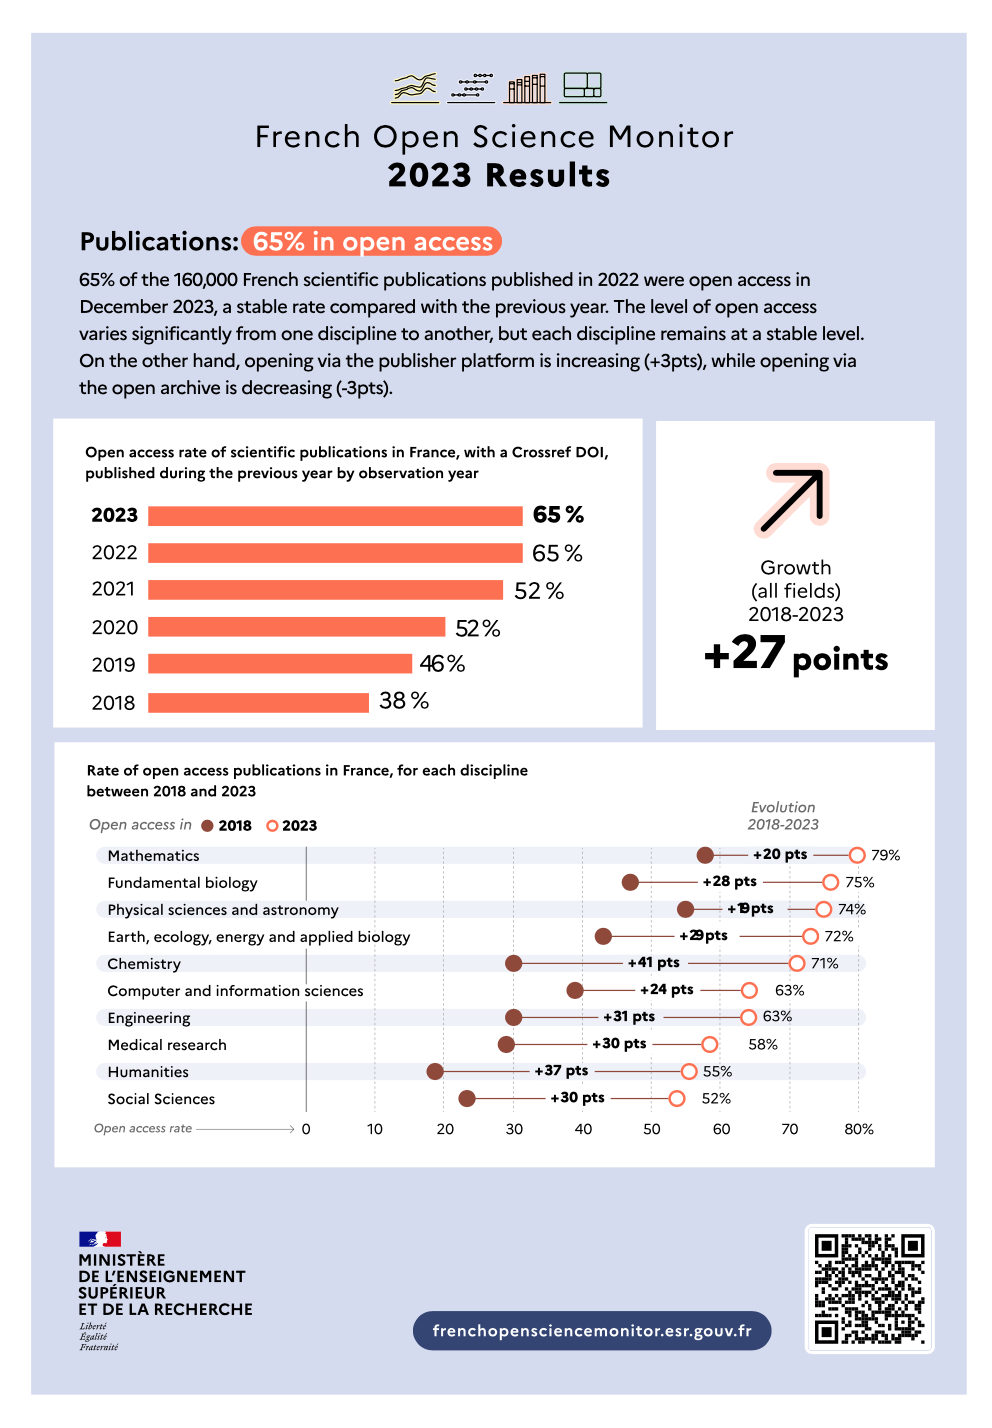 French Open Science Monitor
2023 Results
Publications: 65% in open access
65% of the 160,000 French scientific publications published in 2022 were open access in
December 2023, a stable rate compared with the previous year. The level of open access
varies significantly from one discipline to another, but each discipline remains at a stable level.
On the other hand, opening via the publisher platform is increasing (+3pts), while opening via
the open archive is decreasing (-3pts).
Open access rate of scientific publications in France, with a Crossref DOI,
published during the previous year by observation year
2023 65 %
2022 65 %
2021 52 %
2020 52 %
2019 46 %
2018 38 %
Growth
(all fields)
2018-2023
+27 points
Rate of open access publications in France, for each discipline
between 2018 and 2023
Evolution
2018-2023
Open access in 2018 2023
Mathematics +20 pts 79%
Fundamental biology +28 pts 75%
Physical sciences and astronomy +19pts 74%
Earth, ecology, energy and applied biology +29pts 72%
Chemistry +41 pts 71%
Computer and information sciences +24 pts 63%
Engineering +31 pts 63%
Medical research +30 pts 58%
Humanities +37 pts 55%
Social Sciences +30 pts 52%
Open access rate 0 10 20 30 40 50 60 70 80%
MINISTÈRE
DE L'ENSEIGNEMENT
SUPÉRIEUR
ET DE LA RECHERCHE
Liberté
Égalité
Fraternité
frenchopensciencemonitor.esr.gouv.fr